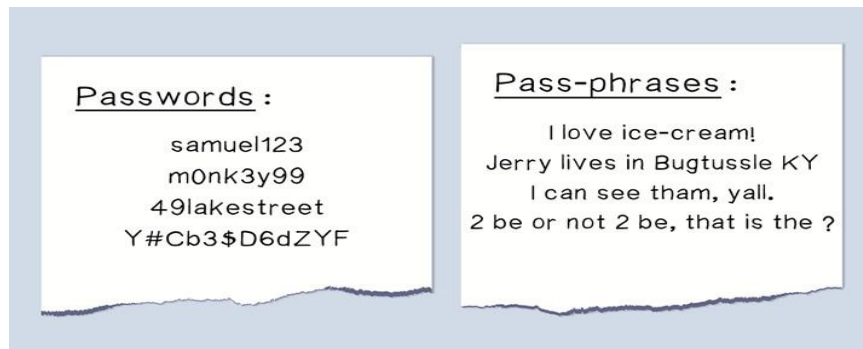 Passwords:
samuel123
m0nk3y99
49lakestreet
Y#Cb3$D6dZYF
Pass-phrases:
I love ice-cream!
Jerry lives in Bugtussle KY
I can see tham, yall.
2 be or not 2 be, that is the ?